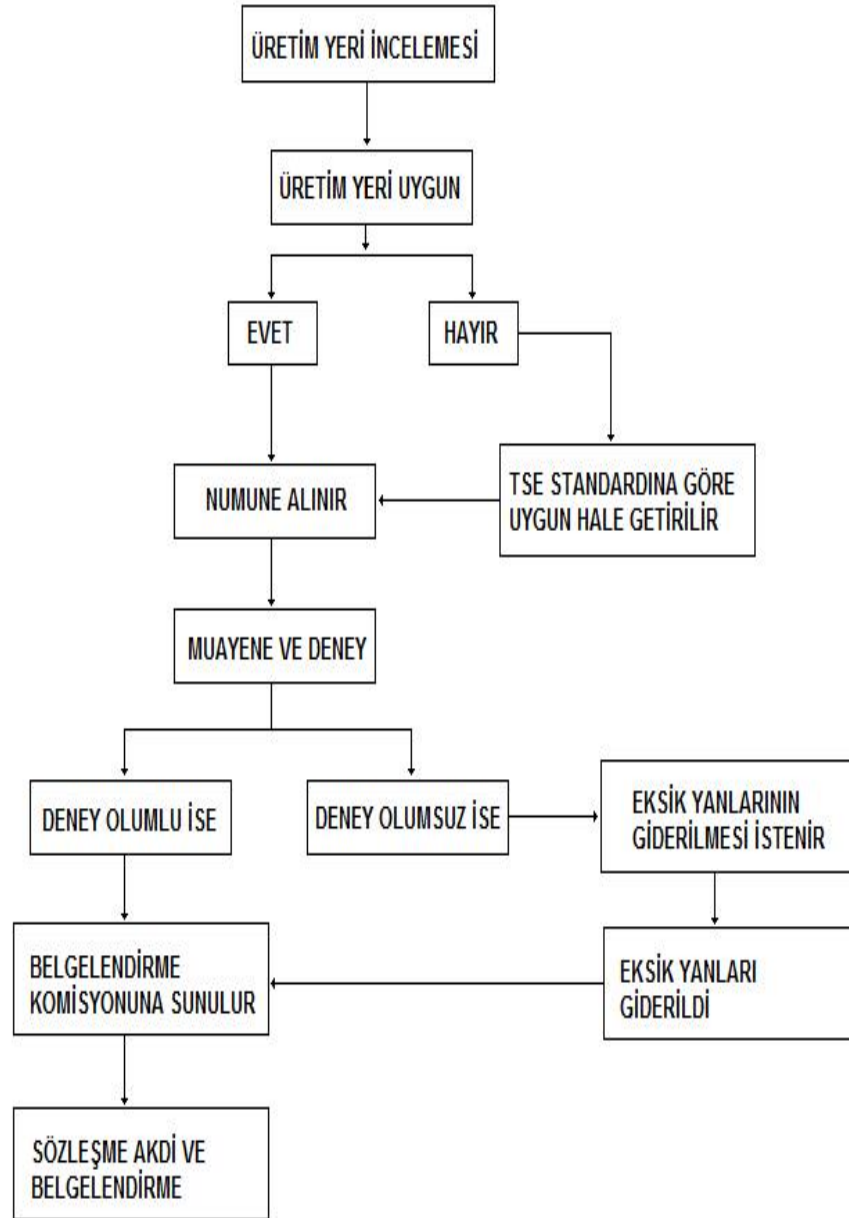 ÜRETİM YERİ İNCELEMESİ
ÜRETİM YERİ UYGUN
EVET
HAYIR
NUMUNE ALINIR
TSE STANDARDINA GÖRE
UYGUN HALE GETİRİLİR
MUAYENE VE DENEY
DENEY OLUMLU İSE
DENEY OLUMSUZ İSE
EKSİK YANLARININ
GİDERİLMESİ İSTENİR
BELGELENDİRME
KOMİSYONUNA SUNULUR
EKSİK YANLARI
GİDERİLDİ
SÖZLEŞME AKDİ VE
BELGELENDİRME